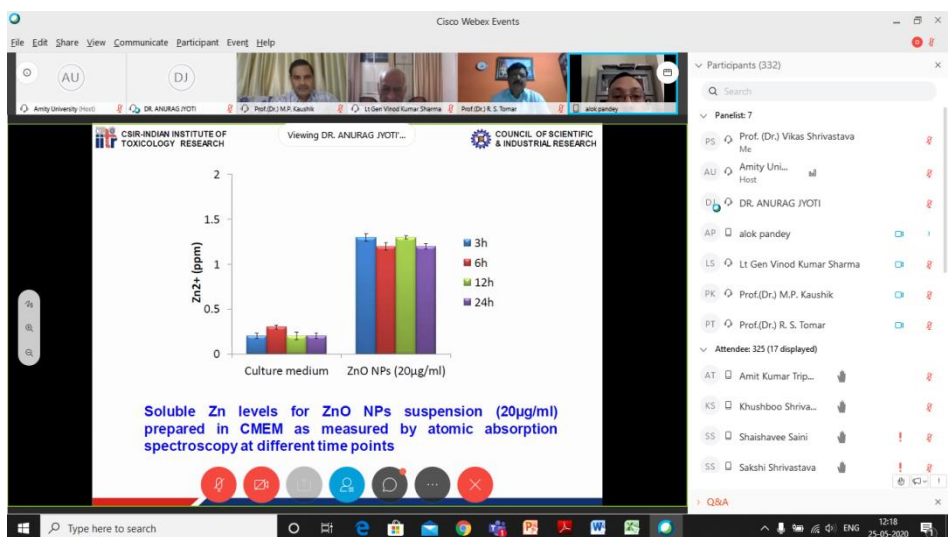 Cisco Webex Events
File Edit Share View Communicate Participant Event Help
AU
DJ
Amity University (Host)
DR. ANURAG JYOTI
Prof.(Dr.) M.P. Kaushik
Lt Gen Vinod Kumar Sharma
Prof.(Dr.) R. S. Tomar
alok pandey
CSIR-INDIAN INSTITUTE OF
TOXICOLOGY RESEARCH
Viewing DR. ANURAG JYOTI'...
COUNCIL OF SCIENTIFIC
& INDUSTRIAL RESEARCH
2
1.5
1
0.5
0
Zn2+ (ppm)
3h
6h
12h
24h
Culture medium
ZnO NPs (20µg/ml)
Soluble Zn levels for ZnO NPs suspension (20µg/ml)
prepared in CMEM as measured by atomic absorption
spectroscopy at different time points
Participants (332)
Search
Panelist: 7
PS Prof. (Dr.) Vikas Shrivastava
Me
AU Amity Uni...
Host
DJ DR. ANURAG JYOTI
AP alok pandey
LS Lt Gen Vinod Kumar Sharma
PK Prof.(Dr.) M.P. Kaushik
PT Prof.(Dr.) R. S. Tomar
Attendee: 325 (17 displayed)
AT Amit Kumar Trip...
KS Khushboo Shriva...
SS Shaishavee Saini
SS Sakshi Shrivastava
Q&A
Type here to search
ENG
12:18
25-05-2020